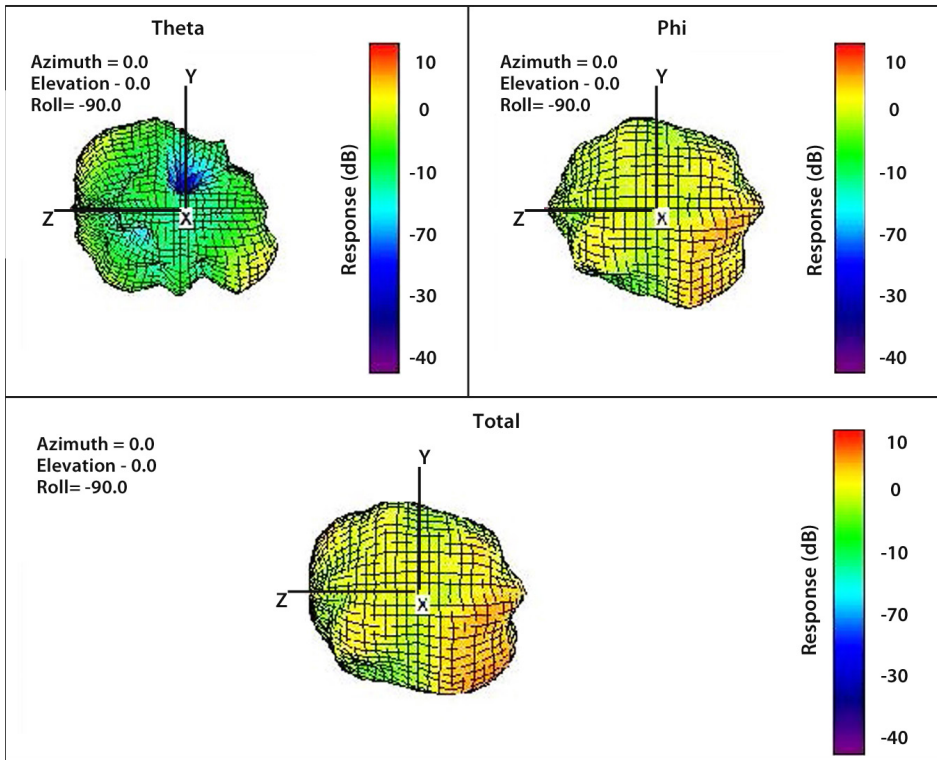 Theta
Azimuth = 0.0
Elevation - 0.0
Roll= -90.0
Y
Z
X
Response (dB)
10
0
-10
-70
-30
-40
Phi
Azimuth = 0.0
Elevation - 0.0
Roll= -90.0
Y
Z
X
Response (dB)
10
0
-10
-70
-30
-40
Total
Azimuth = 0.0
Elevation - 0.0
Roll= -90.0
Y
Z
X
Response (dB)
10
0
-10
-70
-30
-40